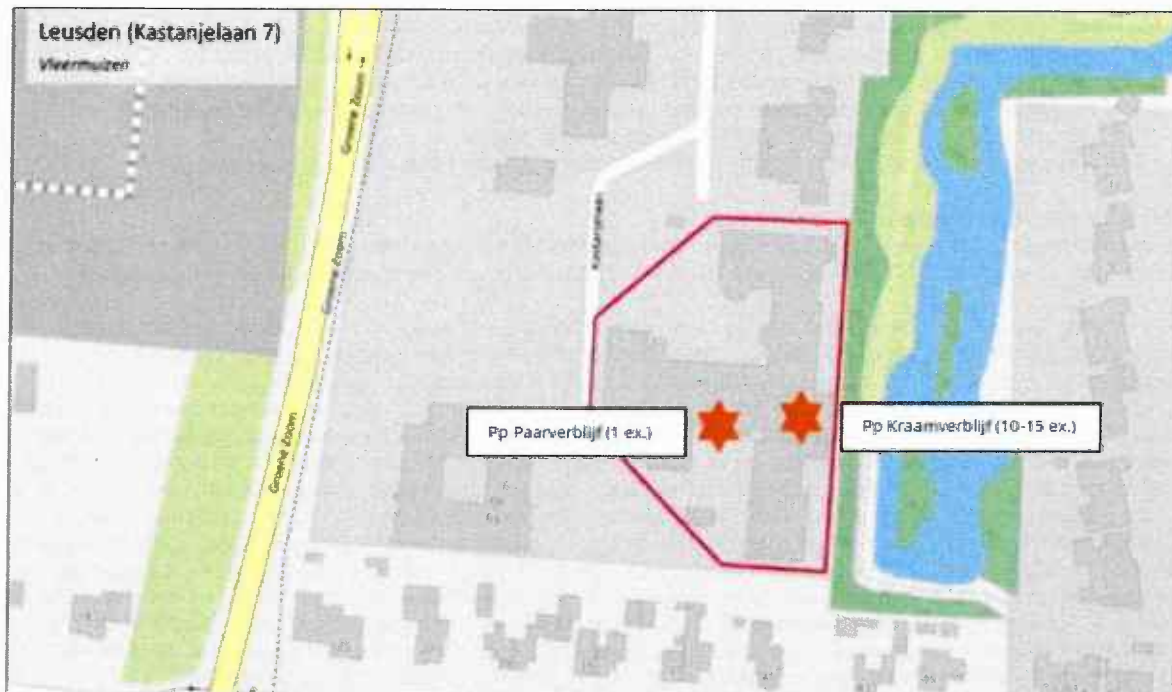 Leusden (Kastanjelaan 7)
Vleermuizen
Groene Zoom
Groene Zoom
Groene Zoom
Kastanjelaan
Pp Paarverblijf (1 ex.)
Pp Kraamverblijf (10-15 ex.)